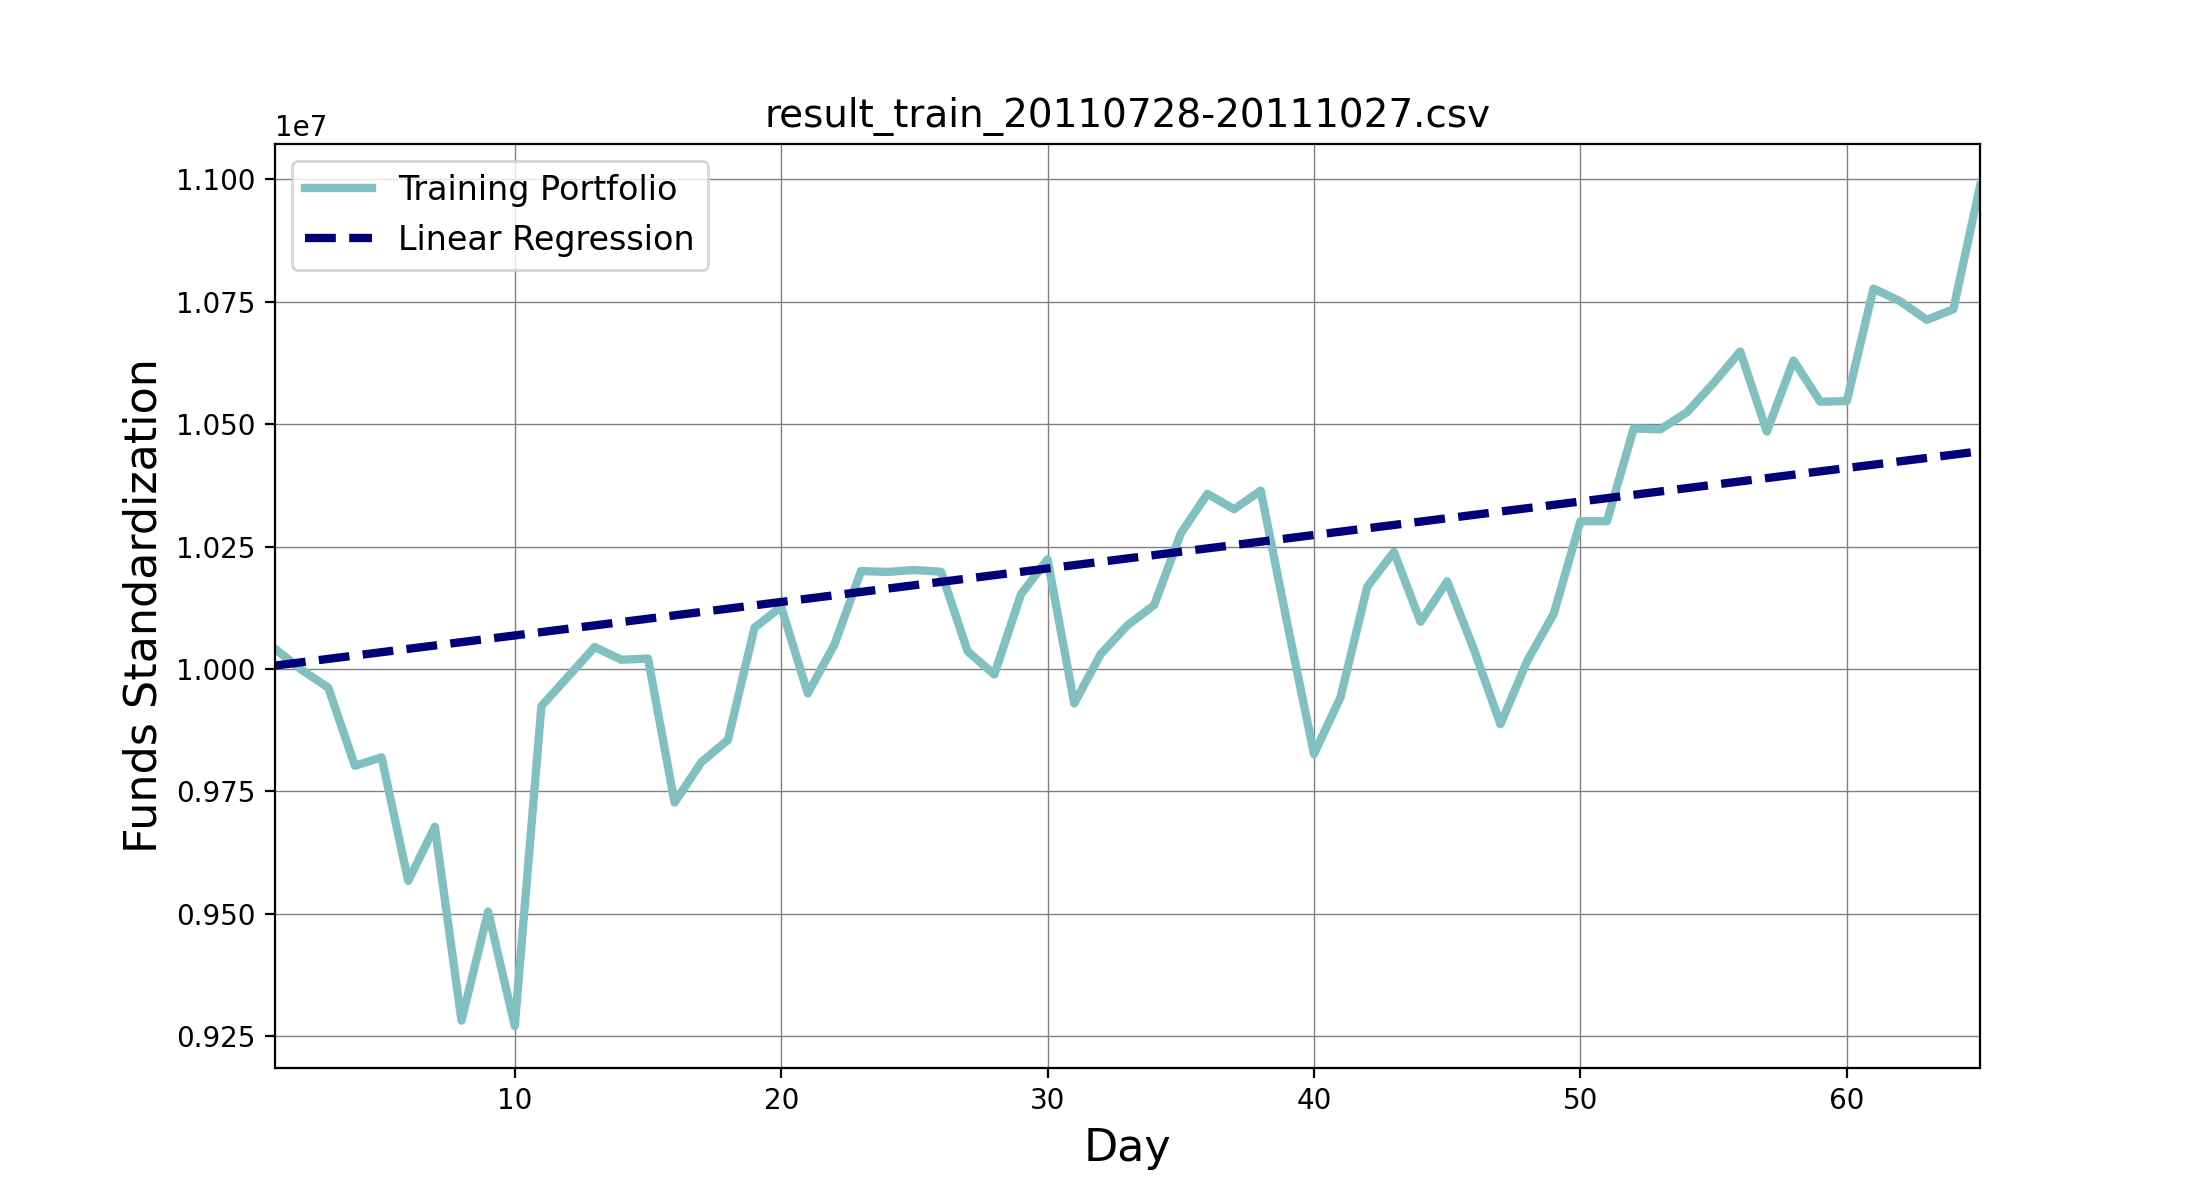 result_train_20110728-20111027.csv
1e7
Training Portfolio
Linear Regression
1.100
1.075
1.050
1.025
1.000
0.975
0.950
0.925
Funds Standardization
10 20 30 40 50 60
Day